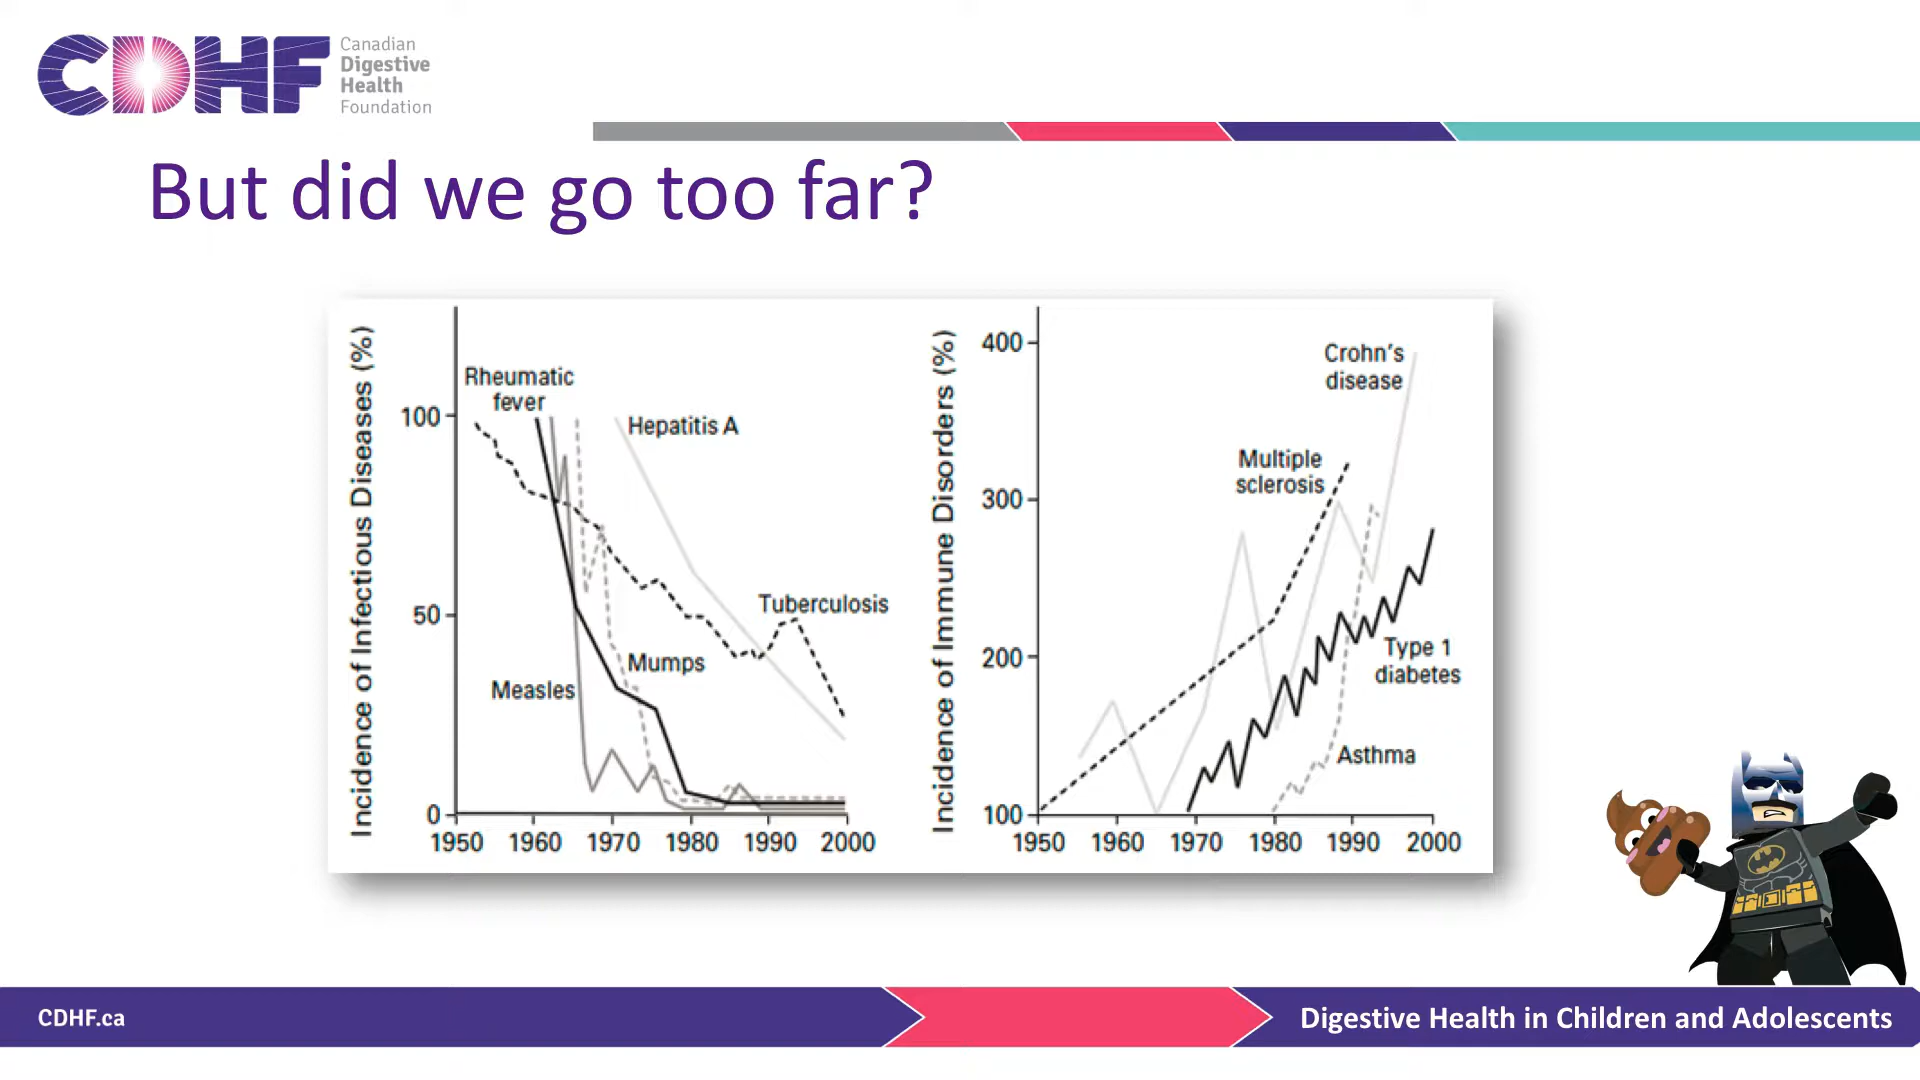 CDHF
Canadian
Digestive
Health
Foundation
But did we go too far?
Incidence of Infectious Diseases (%)
100
50
0
1950 1960 1970 1980 1990 2000
Rheumatic
fever
Hepatitis A
Tuberculosis
Mumps
Measles
Incidence of Immune Disorders (%)
400
300
200
100
1950 1960 1970 1980 1990 2000
Crohn's
disease
Multiple
sclerosis
Type 1
diabetes
Asthma
CDHF.ca
Digestive Health in Children and Adolescents